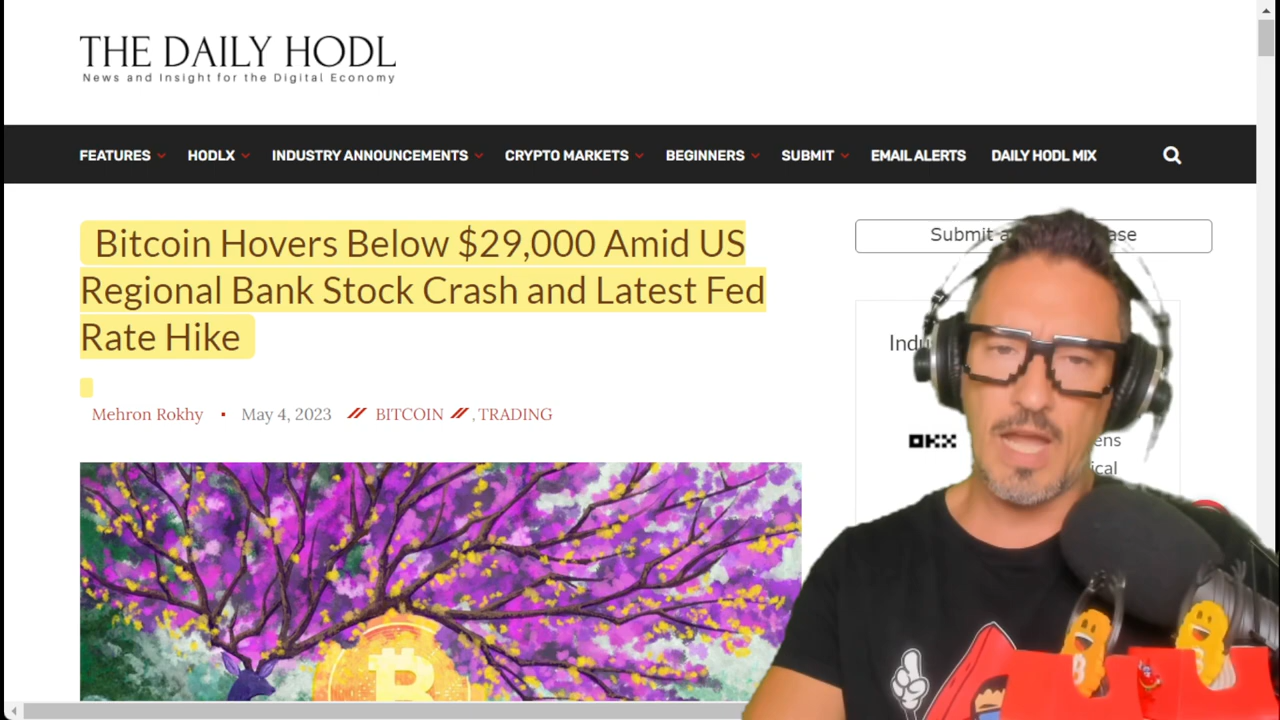 THE DAILY HODL
News and Insight for the Digital Economy
FEATURES HODLX INDUSTRY ANNOUNCEMENTS CRYPTO MARKETS BEGINNERS SUBMIT EMAIL ALERTS DAILY HODL MIX
Bitcoin Hovers Below $29,000 Amid US
Regional Bank Stock Crash and Latest Fed
Rate Hike
Mehron Rokhy ▪ May 4, 2023 // BITCOIN // , TRADING
Submit a
OKX